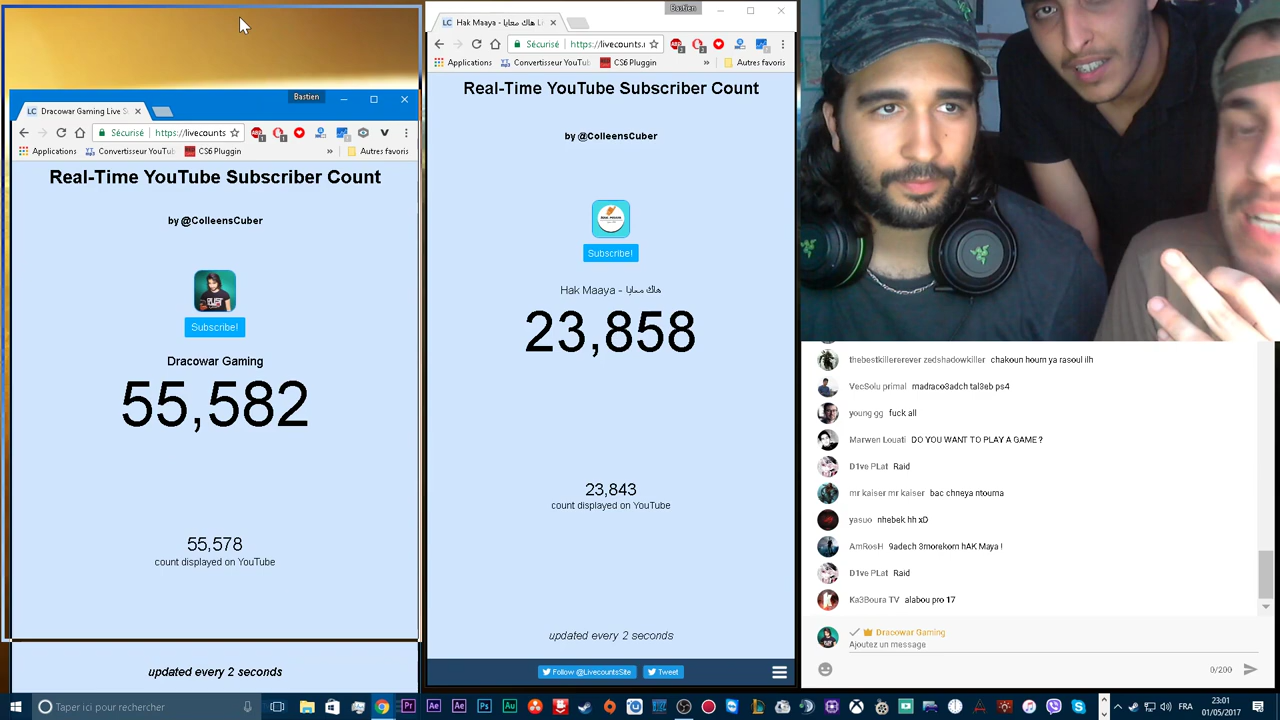 Bastien
LC Dracowar Gaming Live S
Sécurisé https://livecounts
Applications Convertisseur YouTub CS6 Pluggin » Autres favoris
Real-Time YouTube Subscriber Count
by @ColleensCuber
Subscribe!
Dracowar Gaming
55,582
55,578
count displayed on YouTube
updated every 2 seconds
Bastien
LC Hak Maaya - هاك معايا Li
Sécurisé https://livecounts.
Applications Convertisseur YouTub CS6 Pluggin » Autres favoris
Real-Time YouTube Subscriber Count
by @ColleensCuber
Subscribe!
Hak Maaya - هاك معايا
23,858
23,843
count displayed on YouTube
updated every 2 seconds
Follow @LivecountsSite Tweet
thebestkillererever zedshadowkiller chakoun houm ya rasoul ilh
VecSolu primal madraco3adch tal3eb ps4
young gg fuck all
Marwen Louati DO YOU WANT TO PLAY A GAME ?
D1ve PLat Raid
mr kaiser mr kaiser bac chneya ntouma
yasuo nhebek hh xD
AmRosH 9adech 3morekom hAK Maya !
D1ve PLat Raid
Ka3Boura TV alabou pro 17
Dracowar Gaming
Ajoutez un message
0/200
Taper ici pour rechercher
FRA
23:01
01/05/2017